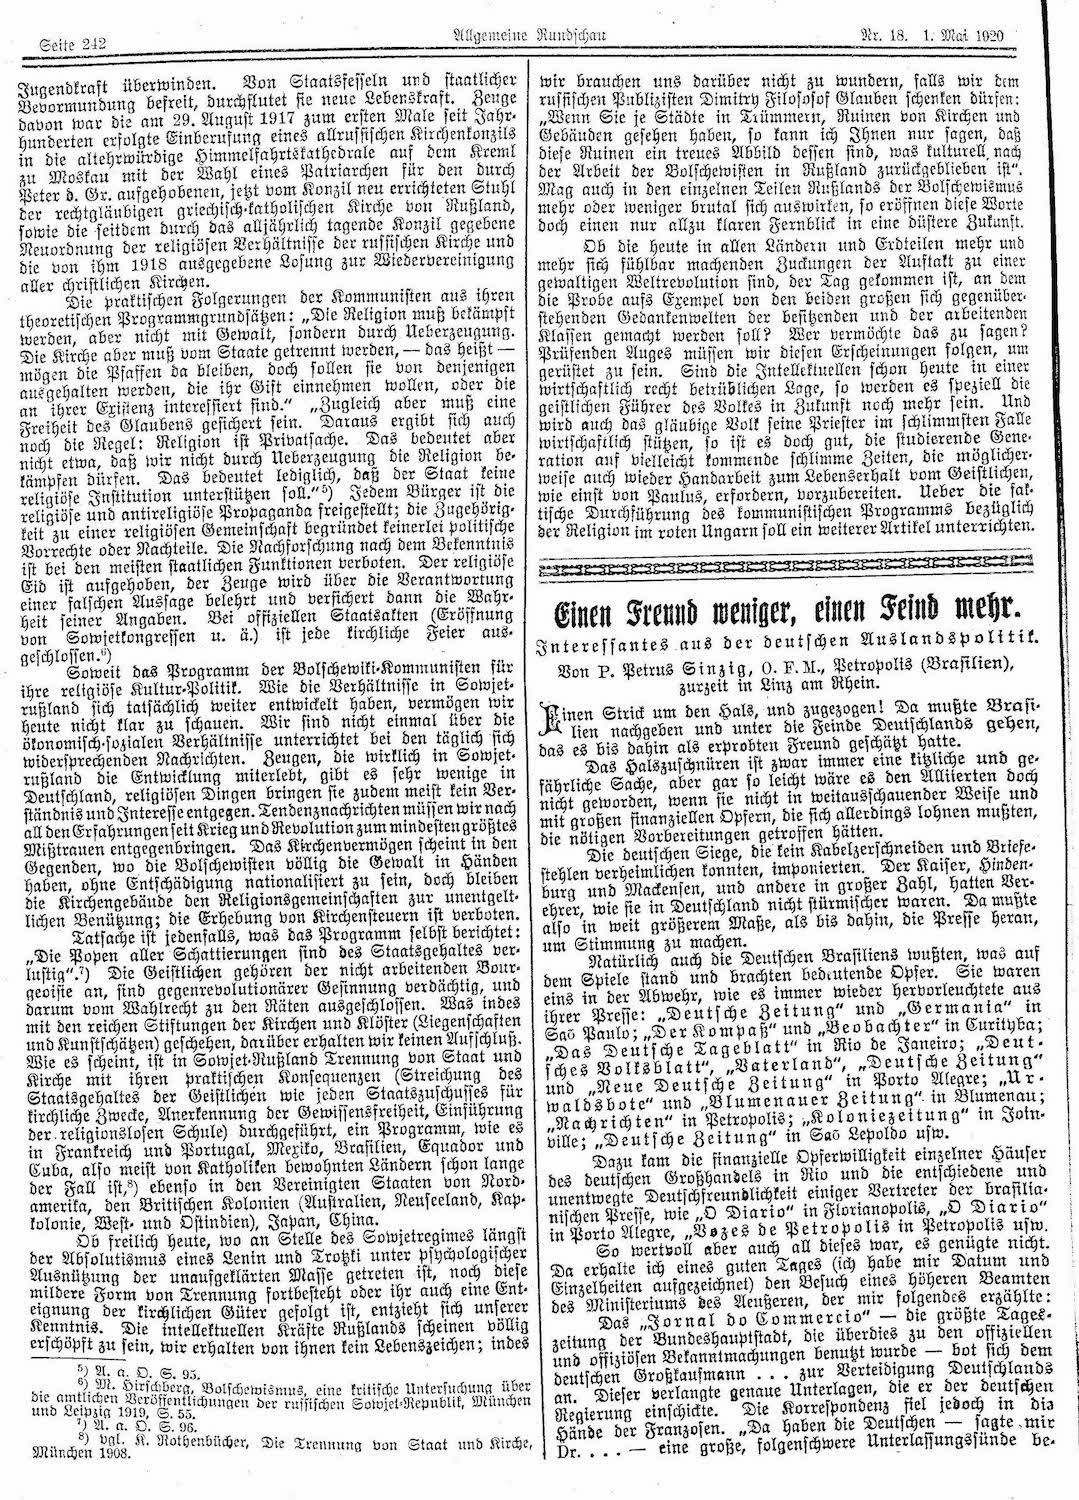 Seite 242
Allgemeine Rundschau
Nr. 18. 1. Mai 1920
Jugendkraft überwinden. Von Staatsfesseln und staatlicher
Bevormundung befreit, durchflutet sie neue Lebenskraft. Zeuge
davon war die am 29. August 1917 zum ersten Male seit Jahr-
hunderten erfolgte Einberufung eines allrussischen Kirchenkonzils
in die altehrwürdige Himmelfahrtskathedrale auf dem Kreml
zu Moskau mit der Wahl eines Patriarchen für den durch
Peter d. Gr. aufgehobenen, jetzt vom Konzil neu errichteten Stuhl
der rechtgläubigen griechisch-katholischen Kirche von Rußland,
sowie die seitdem durch das alljährlich tagende Konzil gegebene
Neuordnung der religiösen Verhältnisse der russischen Kirche und
die von ihm 1918 ausgegebene Losung zur Wiedervereinigung
aller christlichen Kirchen.
Die praktischen Folgerungen der Kommunisten aus ihren
theoretischen Programmgrundsätzen: „Die Religion muß bekämpft
werden, aber nicht mit Gewalt, sondern durch Ueberzeugung.
Die Kirche aber muß vom Staate getrennt werden, — das heißt —
mögen die Pfaffen da bleiben, doch sollen sie von denjenigen
ausgehalten werden, die ihr Gift einnehmen wollen, oder die
an ihrer Existenz interessiert sind.“ „Zugleich aber muß eine
Freiheit des Glaubens gesichert sein. Daraus ergibt sich auch
noch die Regel: Religion ist Privatsache. Das bedeutet aber
nicht etwa, daß wir nicht durch Ueberzeugung die Religion be-
kämpfen dürfen. Das bedeutet lediglich, daß der Staat keine
religiöse Institution unterstützen soll.“⁵) Jedem Bürger ist die
religiöse und antireligiöse Propaganda freigestellt; die Zugehörig-
keit zu einer religiösen Gemeinschaft begründet keinerlei politische
Vorrechte oder Nachteile. Die Nachforschung nach dem Bekenntnis
ist bei den meisten staatlichen Funktionen verboten. Der religiöse
Eid ist aufgehoben, der Zeuge wird über die Verantwortung
einer falschen Aussage belehrt und versichert dann die Wahr-
heit seiner Angaben. Bei offiziellen Staatsakten (Eröffnung
von Sowjetkongressen u. ä.) ist jede kirchliche Feier aus-
geschlossen.⁶)
Soweit das Programm der Bolschewiki-Kommunisten für
ihre religiöse Kultur-Politik. Wie die Verhältnisse in Sowjet-
rußland sich tatsächlich weiter entwickelt haben, vermögen wir
heute nicht klar zu schauen. Wir sind nicht einmal über die
ökonomisch-sozialen Verhältnisse unterrichtet bei den täglich sich
widersprechenden Nachrichten. Zeugen, die wirklich in Sowjet-
rußland die Entwicklung miterlebt, gibt es sehr wenige in
Deutschland, religiösen Dingen bringen sie zudem meist kein Ver-
ständnis und Interesse entgegen. Tendenznachrichten müssen wir nach
all den Erfahrungen seit Krieg und Revolution zum mindesten größtes
Mißtrauen entgegenbringen. Das Kirchenvermögen scheint in den
Gegenden, wo die Bolschewisten völlig die Gewalt in Händen
haben, ohne Entschädigung nationalisiert zu sein, doch bleiben
die Kirchengebäude den Religionsgemeinschaften zur unentgelt-
lichen Benützung; die Erhebung von Kirchensteuern ist verboten.
Tatsache ist jedenfalls, was das Programm selbst berichtet:
„Die Popen aller Schattierungen sind des Staatsgehaltes ver-
lustig“.⁷) Die Geistlichen gehören der nicht arbeitenden Bour-
geoisie an, sind gegenrevolutionärer Gesinnung verdächtig, und
darum vom Wahlrecht zu den Räten ausgeschlossen. Was indes
mit den reichen Stiftungen der Kirchen und Klöster (Liegenschaften
und Kunstschätzen) geschehen, darüber erhalten wir keinen Aufschluß.
Wie es scheint, ist in Sowjet-Rußland Trennung von Staat und
Kirche mit ihren praktischen Konsequenzen (Streichung des
Staatsgehaltes der Geistlichen wie jeden Staatszuschusses für
kirchliche Zwecke, Anerkennung der Gewissensfreiheit, Einführung
der religionslosen Schule) durchgeführt, ein Programm, wie es
in Frankreich und Portugal, Mexiko, Brasilien, Equador und
Cuba, also meist von Katholiken bewohnten Ländern schon lange
der Fall ist,⁸) ebenso in den Vereinigten Staaten von Nord-
amerika, den Britischen Kolonien (Australien, Neuseeland, Kap-
kolonie, West- und Ostindien), Japan, China.
Ob freilich heute, wo an Stelle des Sowjetregimes längst
der Absolutismus eines Lenin und Trotzki unter psychologischer
Ausnützung der unaufgeklärten Masse getreten ist, noch diese
mildere Form von Trennung fortbesteht oder ihr auch eine Ent-
eignung der kirchlichen Güter gefolgt ist, entzieht sich unserer
Kenntnis. Die intellektuellen Kräfte Rußlands scheinen völlig
erschöpft zu sein, wir erhalten von ihnen kein Lebenszeichen; indes
⁵) A. a. O. S. 95.
⁶) M. Hirschberg, Bolschewismus, eine kritische Untersuchung über
die amtlichen Veröffentlichungen der russischen Sowjet-Republik, München
und Leipzig 1919, S. 55.
⁷) A. a. O. S. 96.
⁸) vgl. K. Rothenbücher, Die Trennung von Staat und Kirche,
München 1908.
wir brauchen uns darüber nicht zu wundern, falls wir dem
russischen Publizisten Dimitry Filososof Glauben schenken dürfen:
„Wenn Sie je Städte in Trümmern, Ruinen von Kirchen und
Gebäuden gesehen haben, so kann ich Ihnen nur sagen, daß
diese Ruinen ein treues Abbild dessen sind, was kulturell nach
der Arbeit der Bolschewisten in Rußland zurückgeblieben ist“.
Mag auch in den einzelnen Teilen Rußlands der Bolschewismus
mehr oder weniger brutal sich auswirken, so eröffnen diese Worte
doch einen nur allzu klaren Fernblick in eine düstere Zukunft.
Ob die heute in allen Ländern und Erdteilen mehr und
mehr sich fühlbar machenden Zuckungen der Auftakt zu einer
gewaltigen Weltrevolution sind, der Tag gekommen ist, an dem
die Probe aufs Exempel von den beiden großen sich gegenüber-
stehenden Gedankenwelten der besitzenden und der arbeitenden
Klassen gemacht werden soll? Wer vermöchte das zu sagen?
Prüfenden Auges müssen wir diesen Erscheinungen folgen, um
gerüstet zu sein. Sind die Intellektuellen schon heute in einer
wirtschaftlich recht betrüblichen Lage, so werden es speziell die
geistlichen Führer des Volkes in Zukunft noch mehr sein. Und
wird auch das gläubige Volk seine Priester im schlimmsten Falle
wirtschaftlich stützen, so ist es doch gut, die studierende Gene-
ration auf vielleicht kommende schlimme Zeiten, die möglicher-
weise auch wieder Handarbeit zum Lebenserhalt vom Geistlichen,
wie einst von Paulus, erfordern, vorzubereiten. Ueber die fak-
tische Durchführung des kommunistischen Programms bezüglich
der Religion im roten Ungarn soll ein weiterer Artikel unterrichten.
Einen Freund weniger, einen Feind mehr.
Interessantes aus der deutschen Auslandspolitik.
Von P. Petrus Sinzig, O. F. M., Petropolis (Brasilien),
zurzeit in Linz am Rhein.
Einen Strick um den Hals, und zugezogen! Da mußte Brasi-
lien nachgeben und unter die Feinde Deutschlands gehen,
das es bis dahin als erprobten Freund geschätzt hatte.
Das Halszuschnüren ist zwar immer eine kitzliche und ge-
fährliche Sache, aber gar so leicht wäre es den Alliierten doch
nicht geworden, wenn sie nicht in weitausschauender Weise und
mit großen finanziellen Opfern, die sich allerdings lohnen mußten,
die nötigen Vorbereitungen getroffen hätten.
Die deutschen Siege, die kein Kabelzerschneiden und Briefe-
stehlen verheimlichen konnten, imponierten. Der Kaiser, Hinden-
burg und Mackensen, und andere in großer Zahl, hatten Ver-
ehrer, wie sie in Deutschland nicht stürmischer waren. Da mußte
also in weit größerem Maße, als bis dahin, die Presse heran,
um Stimmung zu machen.
Natürlich auch die Deutschen Brasiliens wußten, was auf
dem Spiele stand und brachten bedeutende Opfer. Sie waren
eins in der Abwehr, wie es immer wieder hervorleuchtete aus
ihrer Presse: „Deutsche Zeitung“ und „Germania“ in
Sao Paulo; „Der Kompaß“ und „Beobachter“ in Curityba;
„Das Deutsche Tageblatt“ in Rio de Janeiro; „Deut-
sches Volksblatt“, „Vaterland“, „Deutsche Zeitung“
und „Neue Deutsche Zeitung“ in Porto Alegre; „Ur-
waldsbote“ und „Blumenauer Zeitung“ in Blumenau;
„Nachrichten“ in Petropolis; „Koloniezeitung“ in Join-
ville; „Deutsche Zeitung“ in Sao Lepoldo usw.
Dazu kam die finanzielle Opferwilligkeit einzelner Häuser
des deutschen Großhandels in Rio und die entschiedene und
unentwegte Deutschfreundlichkeit einiger Vertreter der brasilia-
nischen Presse, wie „O Diario“ in Florianopolis, „O Diario“
in Porto Alegre, „Vozes de Petropolis in Petropolis usw.
So wertvoll aber auch all dieses war, es genügte nicht.
Da erhalte ich eines guten Tages (ich habe mir Datum und
Einzelheiten aufgezeichnet) den Besuch eines höheren Beamten
des Ministeriums des Aeußeren, der mir folgendes erzählte:
Das „Jornal do Commercio“ — die größte Tages-
zeitung der Bundeshauptstadt, die überdies zu den offiziellen
und offiziösen Bekanntmachungen benutzt wurde — bot sich dem
deutschen Großkaufmann . . . zur Verteidigung Deutschlands
an. Dieser verlangte genaue Unterlagen, die er der deutschen
Regierung einschickte. Die Korrespondenz fiel jedoch in die
Hände der Franzosen. „Da haben die Deutschen — sagte mir
Dr. . . . . — eine große, folgenschwere Unterlassungssünde be-